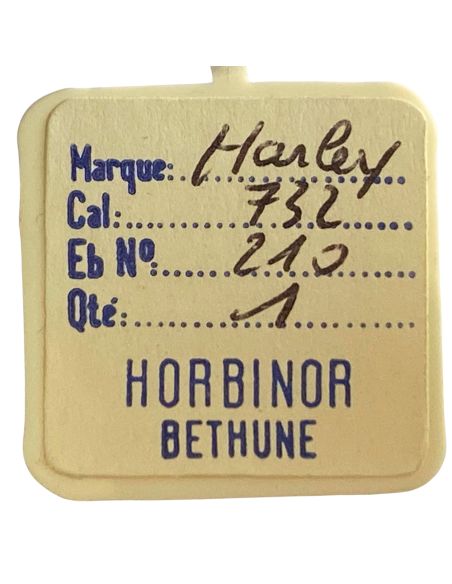 Marque: Harley
Cal: 732
Eb Nº 210
Qté: 1
HORBINOR
BETHUNE